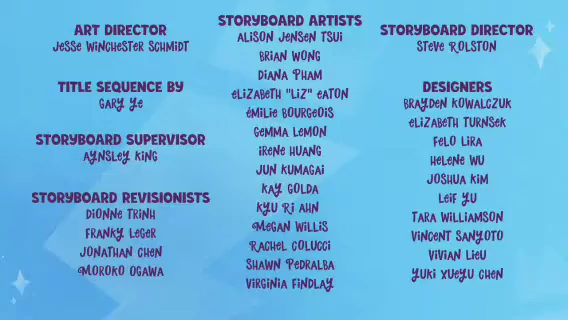 ART DIRECTOR
Jesse Winchester Schmidt
TITLE SEQUENCE BY
Gary Ye
STORYBOARD SUPERVISOR
Aynsley King
STORYBOARD REVISIONISTS
Dionne Trinh
Franky Leger
Jonathan Chen
Moroko Ogawa
STORYBOARD ARTISTS
Alison Jensen Tsui
Brian Wong
Diana Pham
Elizabeth "Liz" Eaton
Émilie Bourgeois
Gemma Lemon
Irene Huang
Jun Kumagai
Kay Golda
Kyu Ri Ahn
Megan Willis
Rachel Colucci
Shawn Pedralba
Virginia Findlay
STORYBOARD DIRECTOR
Steve Rolston
DESIGNERS
Brayden Kowalczuk
Elizabeth Turnsek
Felo Lira
Helene Wu
Joshua Kim
Leif Yu
Tara Williamson
Vincent Sanyoto
Vivian Lieu
Yuki Xueyu Chen